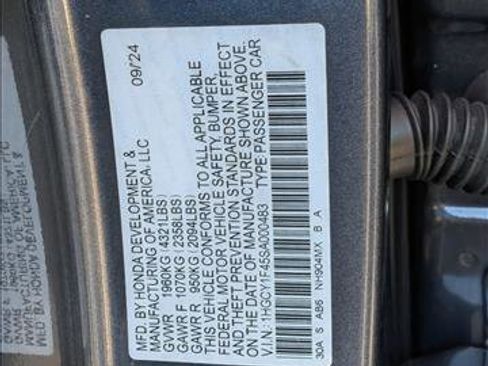 MFD. BY HONDA DEVELOPMENT &
MANUFACTURING OF AMERICA, LLC 09/24
GVWR 1960KG (4321LBS)
GAWR F 1070KG (2358LBS)
GAWR R 950KG (2094LBS)
THIS VEHICLE CONFORMS TO ALL APPLICABLE
FEDERAL MOTOR VEHICLE SAFETY, BUMPER,
AND THEFT PREVENTION STANDARDS IN EFFECT
ON THE DATE OF MANUFACTURE SHOWN ABOVE.
V.I.N.: 1HGCY1F45SA000483 TYPE:PASSENGER CAR
30A S AB6 NH904MX B A